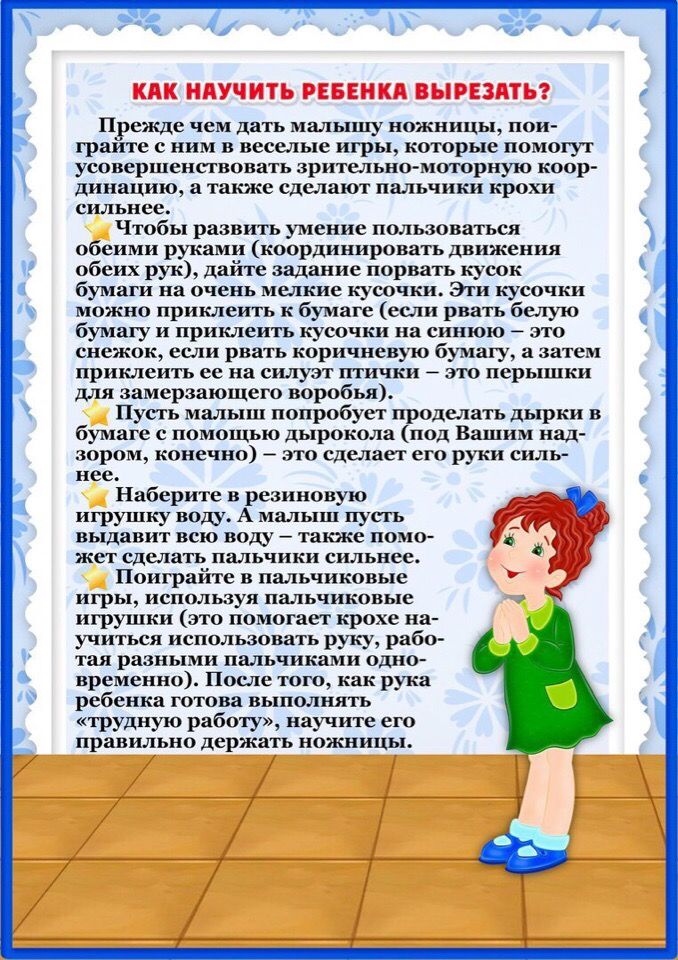 КАК НАУЧИТЬ РЕБЕНКА ВЫРЕЗАТЬ?
Прежде чем дать малышу ножницы, пои-
грайте с ним в веселые игры, которые помогут
усовершенствовать зрительно-моторную коор-
динацию, а также сделают пальчики крохи
сильнее.
Чтобы развить умение пользоваться
обеими руками (координировать движения
обеих рук), дайте задание порвать кусок
бумаги на очень мелкие кусочки. Эти кусочки
можно приклеить к бумаге (если рвать белую
бумагу и приклеить кусочки на синюю – это
снежок, если рвать коричневую бумагу, а затем
приклеить ее на силуэт птички – это перышки
для замерзающего воробья).
Пусть малыш попробует проделать дырки в
бумаге с помощью дырокола (под Вашим над-
зором, конечно) – это сделает его руки силь-
нее.
Наберите в резиновую
игрушку воду. А малыш пусть
выдавит всю воду – также помо-
жет сделать пальчики сильнее.
Поиграйте в пальчиковые
игры, используя пальчиковые
игрушки (это помогает крохе на-
учиться использовать руку, рабо-
тая разными пальчиками одно-
временно). После того, как рука
ребенка готова выполнять
«трудную работу», научите его
правильно держать ножницы.